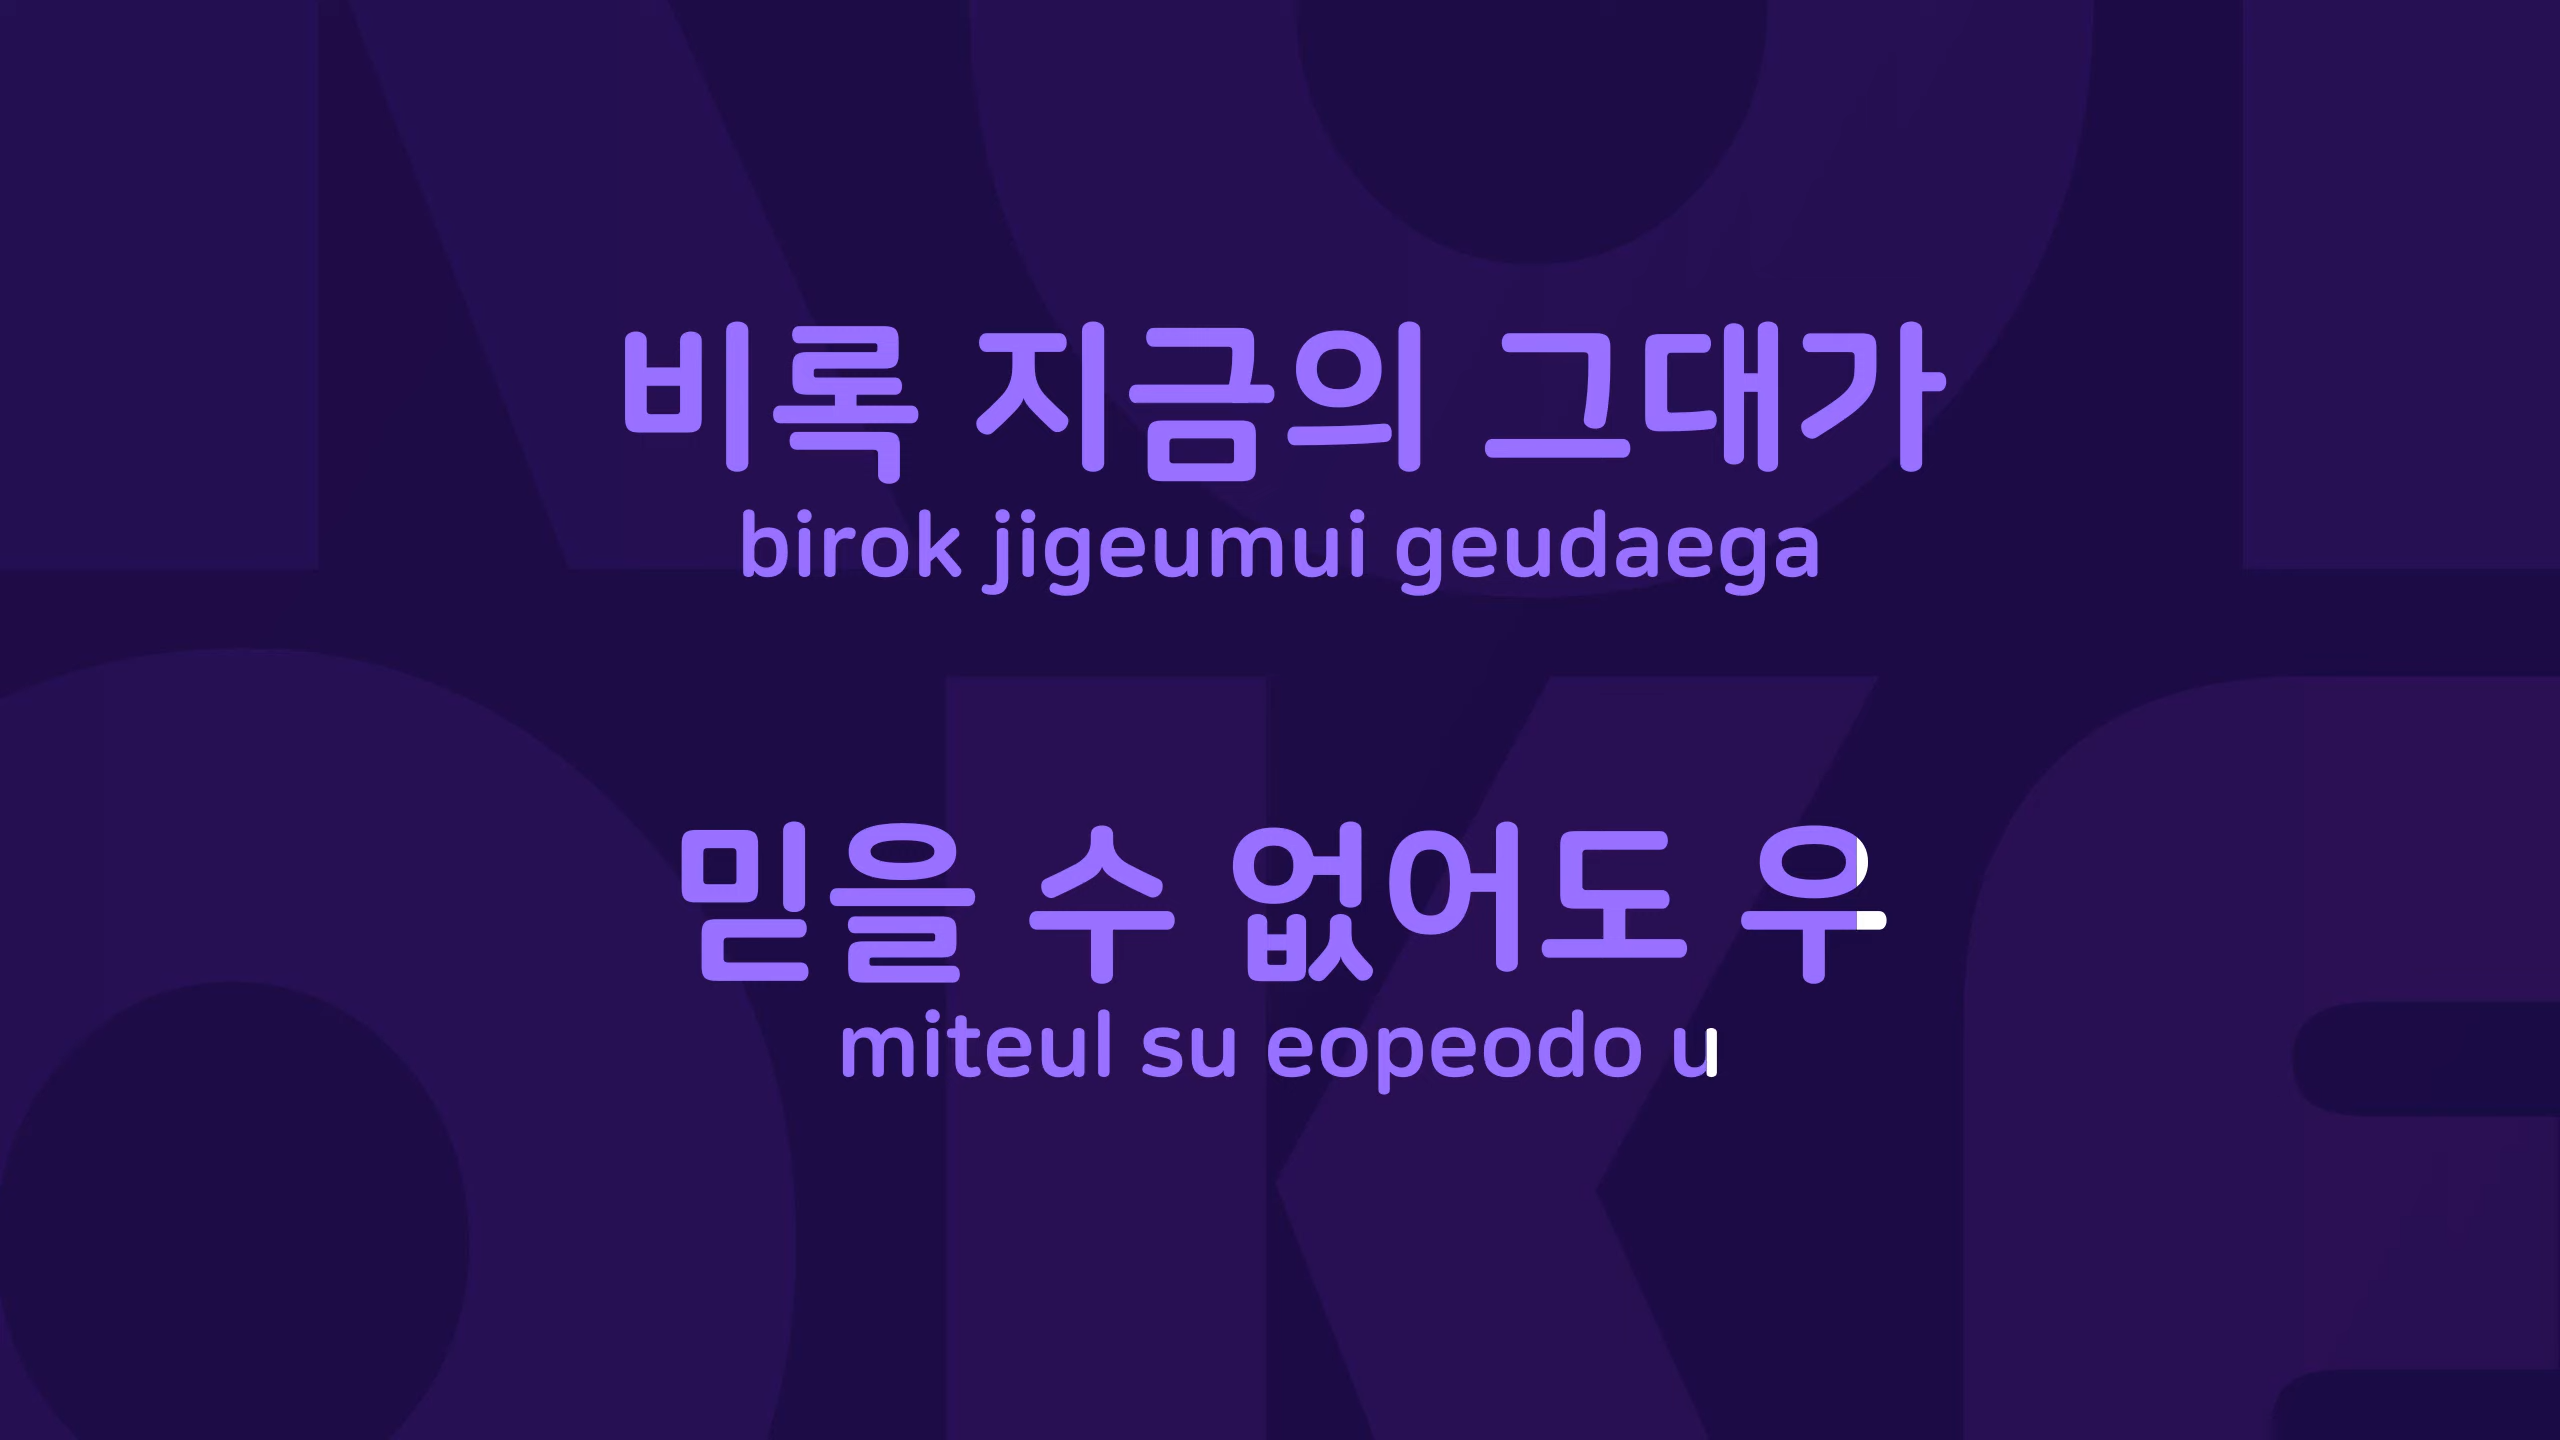 비록 지금의 그대가
birok jigeumui geudaega
믿을 수 없어도 우
miteul su eopeodo u